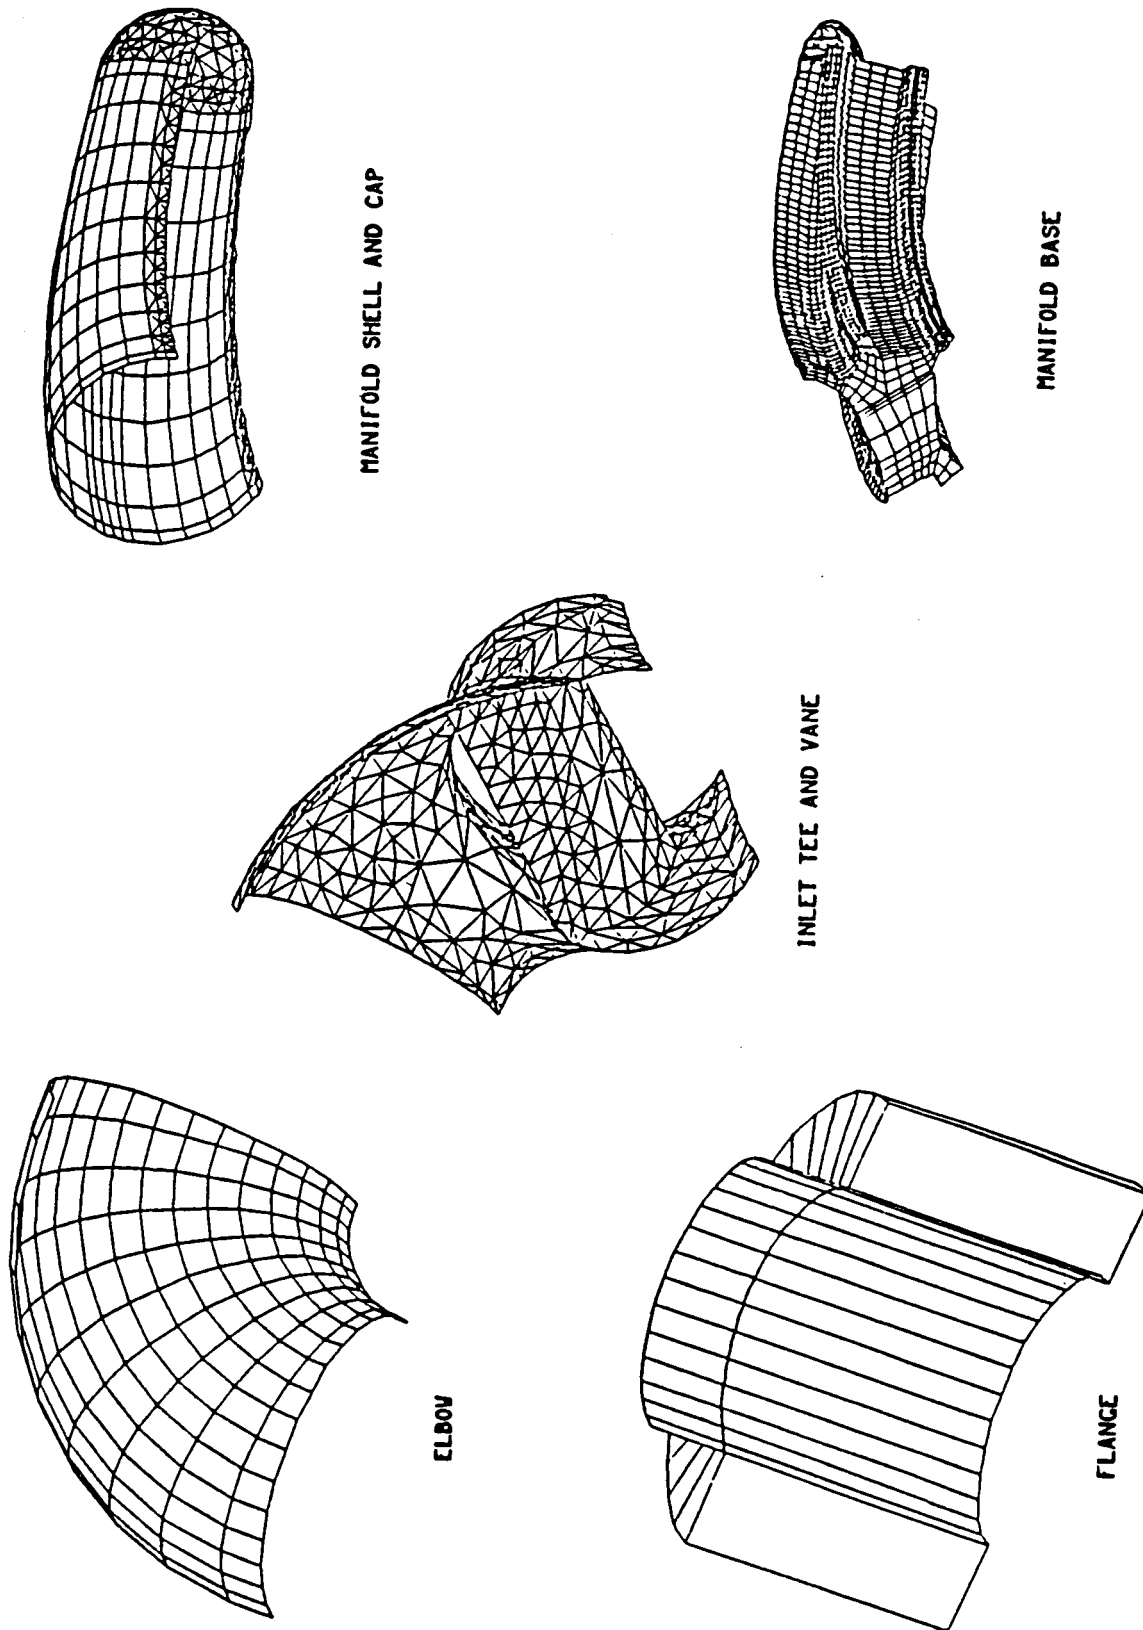 ELBOW
INLET TEE AND VANE
MANIFOLD SHELL AND CAP
FLANGE
MANIFOLD BASE